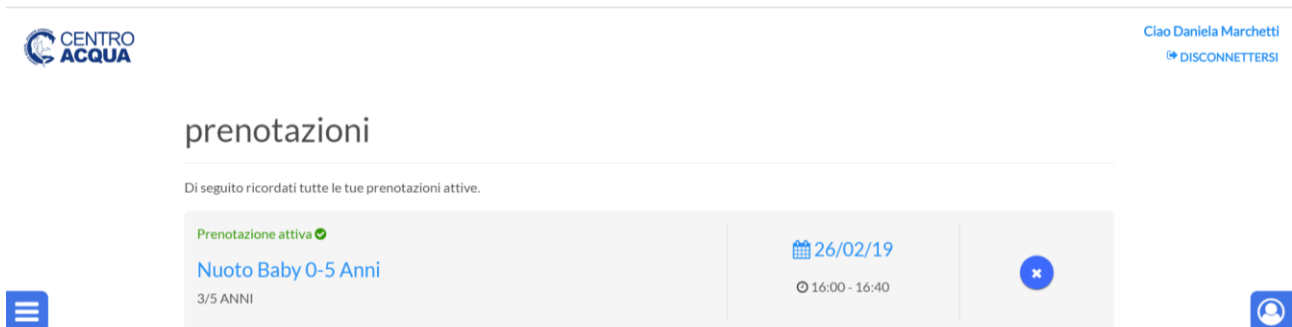 CENTRO
ACQUA
Ciao Daniela Marchetti
DISCONNETTERSI
prenotazioni
Di seguito ricordati tutte le tue prenotazioni attive.
Prenotazione attiva
Nuoto Baby 0-5 Anni
3/5 ANNI
26/02/19
16:00 - 16:40